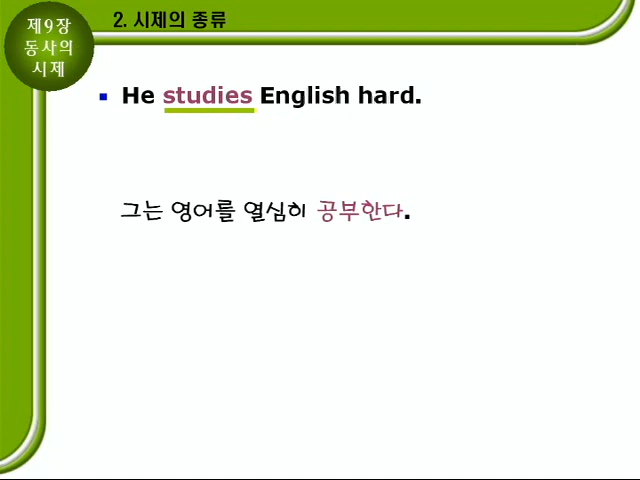 제9장
동사의
시제
2. 시제의 종류
He studies English hard.
그는 영어를 열심히 공부한다.